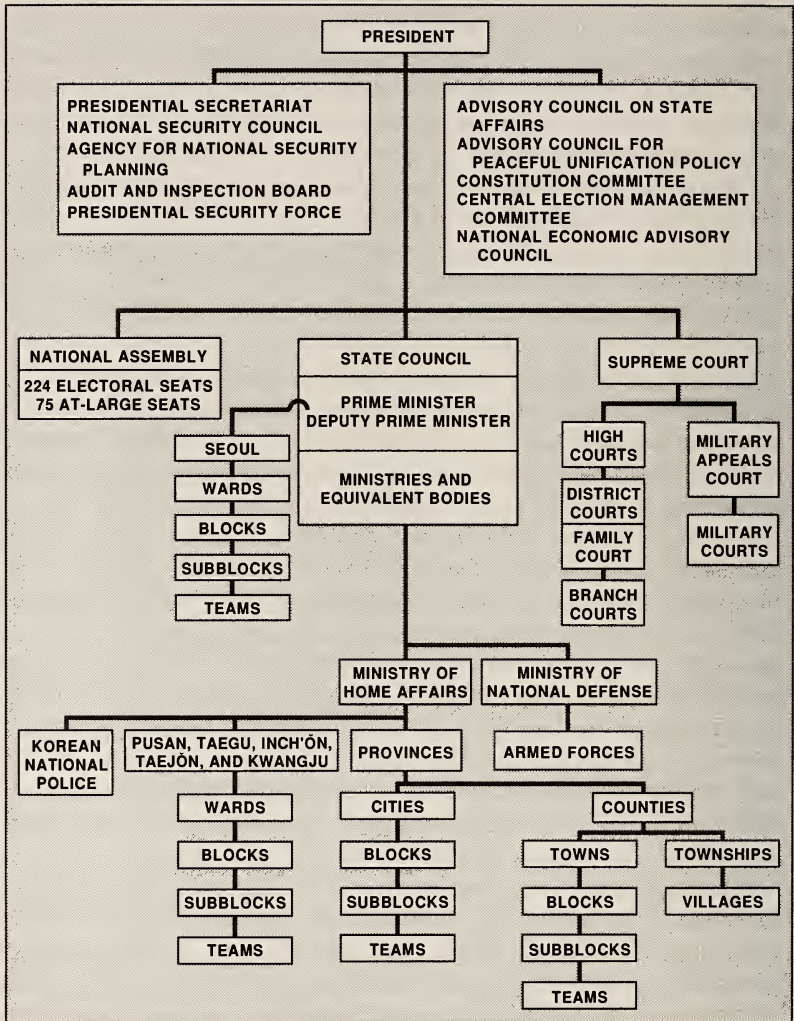 PRESIDENT
PRESIDENTIAL SECRETARIAT
NATIONAL SECURITY COUNCIL
AGENCY FOR NATIONAL SECURITY
PLANNING
AUDIT AND INSPECTION BOARD
PRESIDENTIAL SECURITY FORCE
ADVISORY COUNCIL ON STATE
AFFAIRS
ADVISORY COUNCIL FOR
PEACEFUL UNIFICATION POLICY
CONSTITUTION COMMITTEE
CENTRAL ELECTION MANAGEMENT
COMMITTEE
NATIONAL ECONOMIC ADVISORY
COUNCIL
NATIONAL ASSEMBLY
224 ELECTORAL SEATS
75 AT-LARGE SEATS
STATE COUNCIL
PRIME MINISTER
DEPUTY PRIME MINISTER
MINISTRIES AND
EQUIVALENT BODIES
SEOUL
WARDS
BLOCKS
SUBBLOCKS
TEAMS
SUPREME COURT
HIGH
COURTS
DISTRICT
COURTS
FAMILY
COURT
BRANCH
COURTS
MILITARY
APPEALS
COURT
MILITARY
COURTS
MINISTRY OF
HOME AFFAIRS
MINISTRY OF
NATIONAL DEFENSE
KOREAN
NATIONAL
POLICE
PUSAN, TAEGU, INCH'ŎN,
TAEJŎN, AND KWANGJU
PROVINCES
ARMED FORCES
WARDS
BLOCKS
SUBBLOCKS
TEAMS
CITIES
BLOCKS
SUBBLOCKS
TEAMS
COUNTIES
TOWNS
BLOCKS
SUBBLOCKS
TEAMS
TOWNSHIPS
VILLAGES